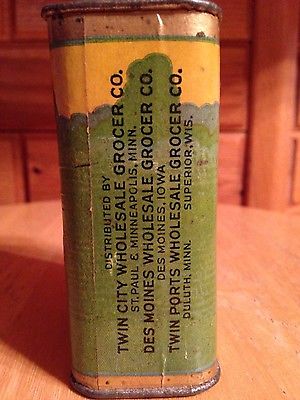 DISTRIBUTED BY
TWIN CITY WHOLESALE GROCER CO.
ST. PAUL & MINNEAPOLIS, MINN.
DES MOINES WHOLESALE GROCER CO.
DES MOINES, IOWA
TWIN PORTS WHOLESALE GROCER CO.
DULUTH, MINN. SUPERIOR, WIS.